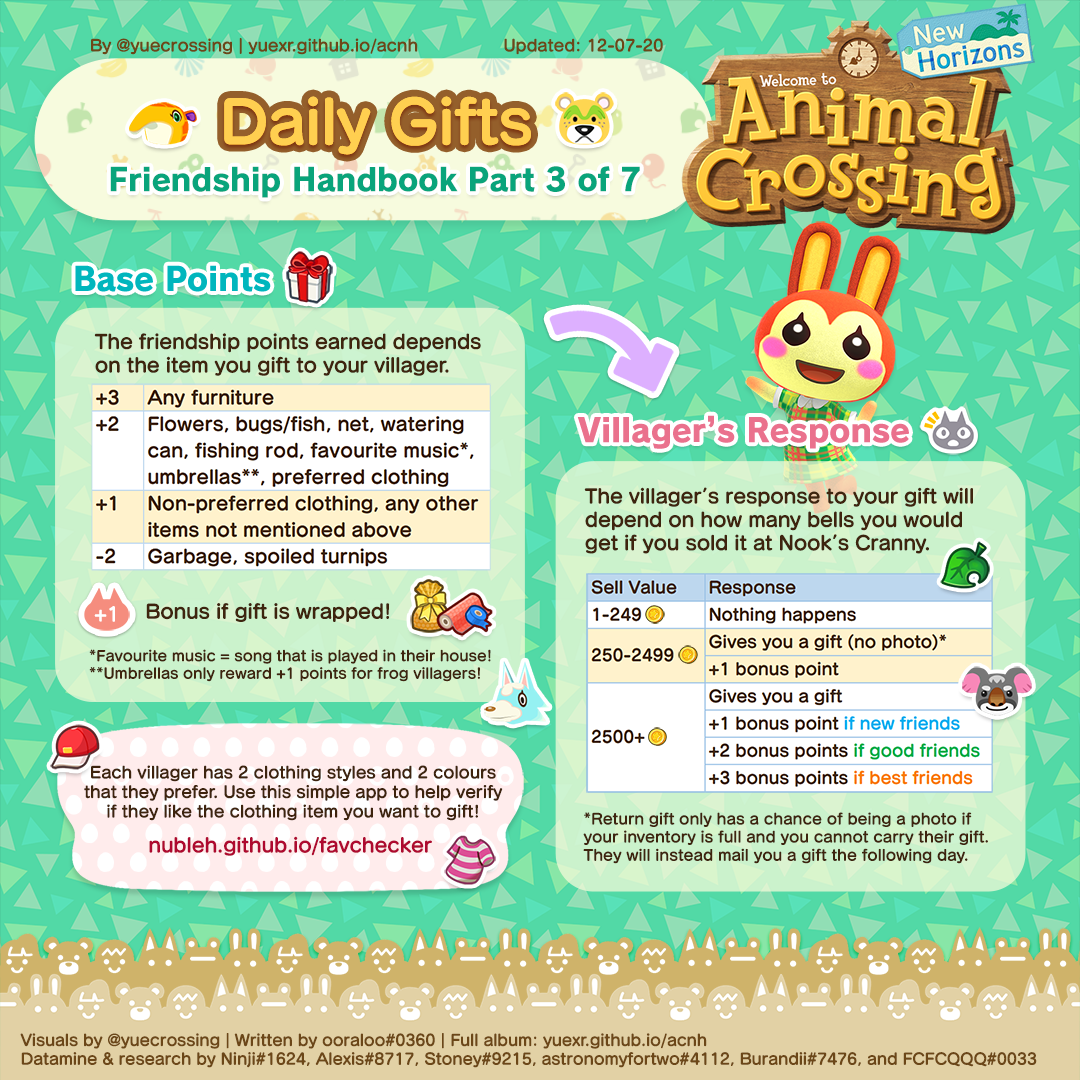 By @yuecrossing | yuexr.github.io/acnh
Updated: 12-07-20
New
Horizons
Welcome to
Animal
Crossing
Daily Gifts
Friendship Handbook Part 3 of 7
Base Points
The friendship points earned depends
on the item you gift to your villager.
+3 Any furniture
+2 Flowers, bugs/fish, net, watering
can, fishing rod, favourite music*,
umbrellas**, preferred clothing
+1 Non-preferred clothing, any other
items not mentioned above
-2 Garbage, spoiled turnips
+1 Bonus if gift is wrapped!
*Favourite music = song that is played in their house!
**Umbrellas only reward +1 points for frog villagers!
Each villager has 2 clothing styles and 2 colours
that they prefer. Use this simple app to help verify
if they like the clothing item you want to gift!
nubleh.github.io/favchecker
Villager's Response
The villager's response to your gift will
depend on how many bells you would
get if you sold it at Nook's Cranny.
Sell Value Response
1-249 Nothing happens
250-2499 Gives you a gift (no photo)*
+1 bonus point
2500+ Gives you a gift
+1 bonus point if new friends
+2 bonus points if good friends
+3 bonus points if best friends
*Return gift only has a chance of being a photo if
your inventory is full and you cannot carry their gift.
They will instead mail you a gift the following day.
Visuals by @yuecrossing | Written by ooraloo#0360 | Full album: yuexr.github.io/acnh
Datamine & research by Ninji#1624, Alexis#8717, Stoney#9215, astronomyfortwo#4112, Burandii#7476, and FCFCQQQ#0033